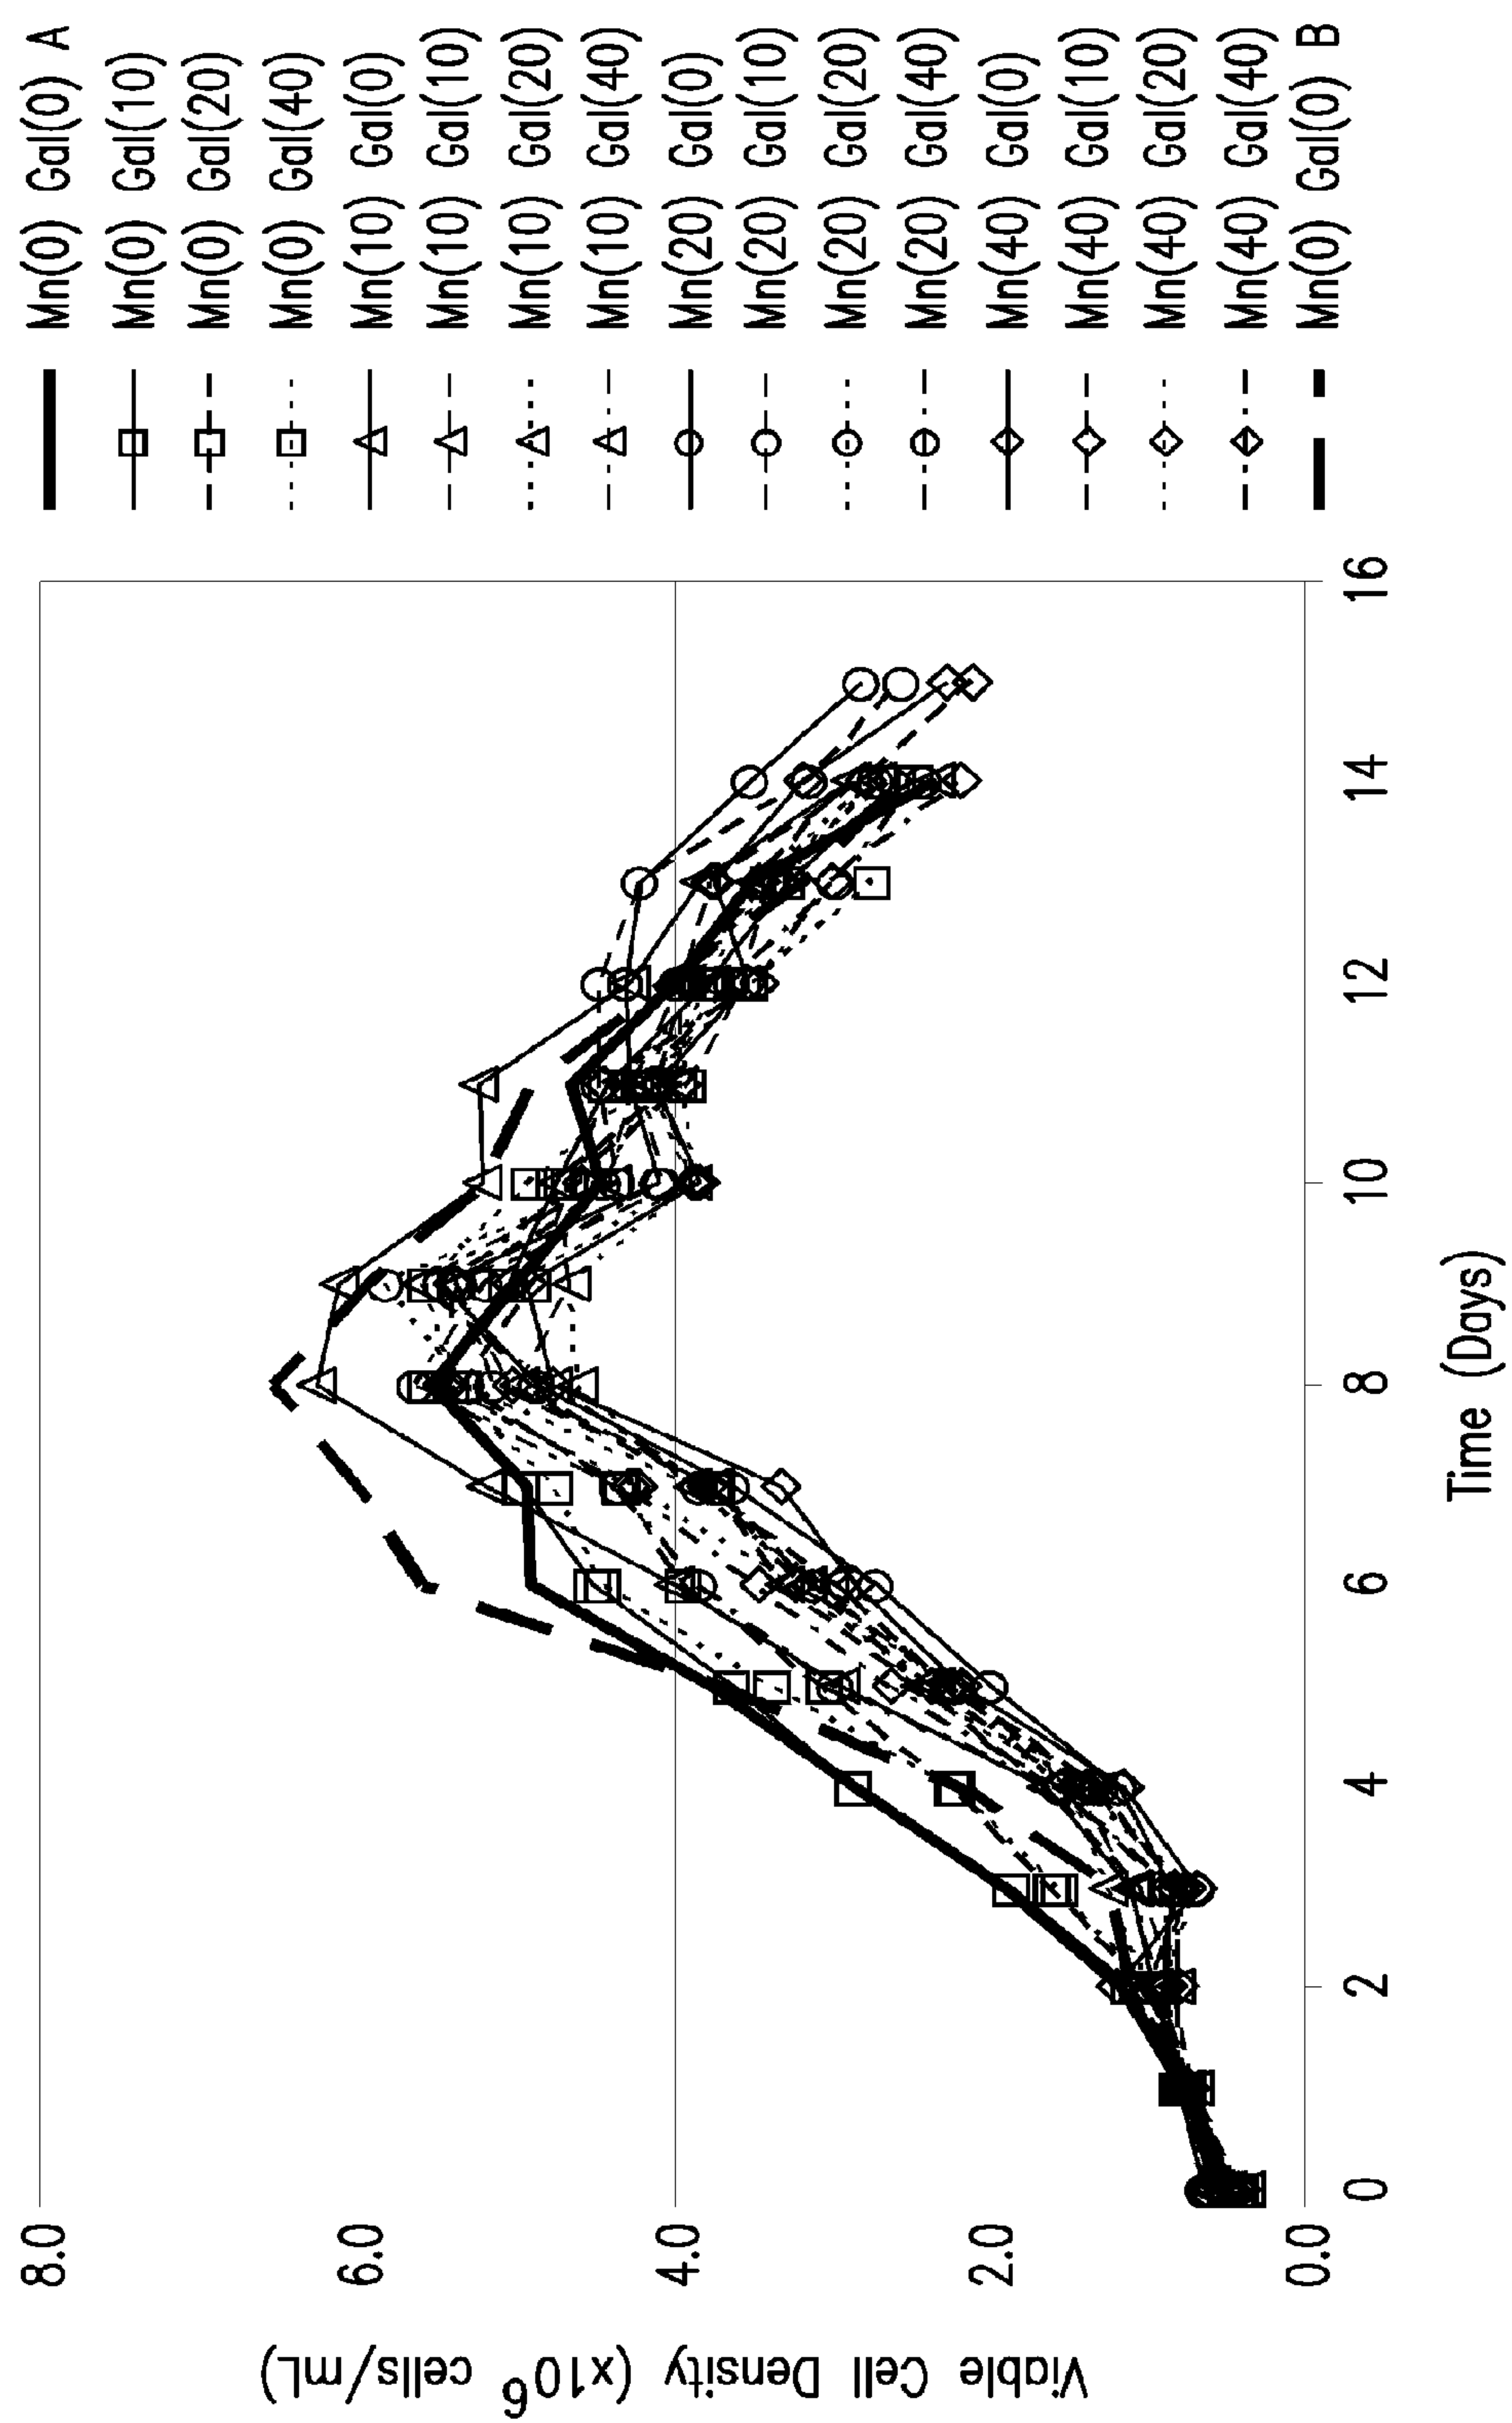 Viable Cell Density (x10⁶ cells/mL)
8.0
6.0
4.0
2.0
0.0
0 2 4 6 8 10 12 14 16
Time (Days)
Mn(0) Gal(0) A
Mn(0) Gal(10)
Mn(0) Gal(20)
Mn(0) Gal(40)
Mn(10) Gal(0)
Mn(10) Gal(10)
Mn(10) Gal(20)
Mn(10) Gal(40)
Mn(20) Gal(0)
Mn(20) Gal(10)
Mn(20) Gal(20)
Mn(20) Gal(40)
Mn(40) Gal(0)
Mn(40) Gal(10)
Mn(40) Gal(20)
Mn(40) Gal(40)
Mn(0) Gal(0) B